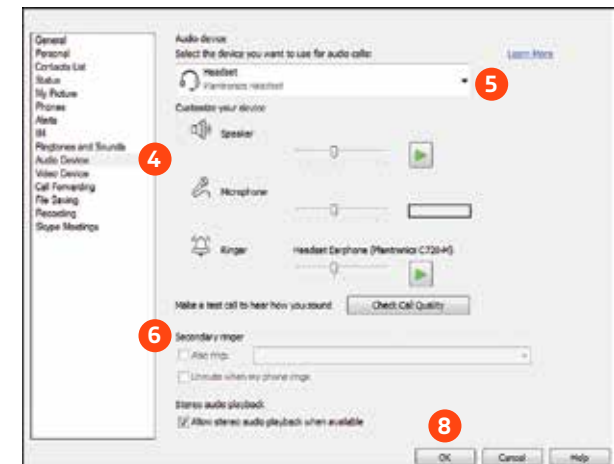 General
Personal
Contacts List
Status
My Picture
Phones
Alerts
IM
Ringtones and Sounds
Audio Device
Video Device
Call Forwarding
File Saving
Recording
Skype Meetings
4
Audio device
Select the device you want to use for audio calls:
Learn More
Headset
Plantronics Headset
5
Customize your device
Speaker
Microphone
Ringer
Headset Earphone (Plantronics C720-M)
Make a test call to hear how you sound
Check Call Quality
6
Secondary ringer
Also ring:
Unmute when my phone rings
Stereo audio playback
Allow stereo audio playback when available
8
OK
Cancel
Help